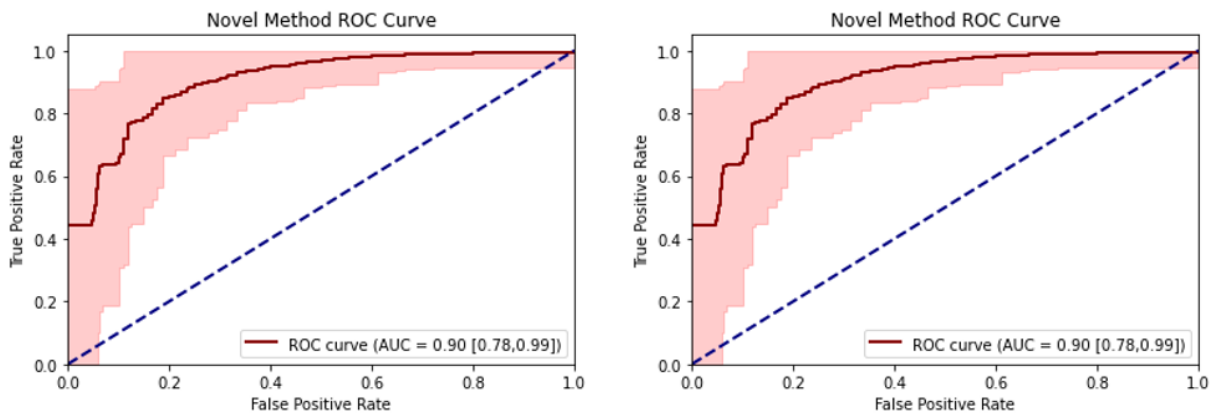 Novel Method ROC Curve
1.0
0.8
0.6
0.4
0.2
0.0
True Positive Rate
ROC curve (AUC = 0.90 [0.78,0.99])
0.0 0.2 0.4 0.6 0.8 1.0
False Positive Rate
Novel Method ROC Curve
1.0
0.8
0.6
0.4
0.2
0.0
True Positive Rate
ROC curve (AUC = 0.90 [0.78,0.99])
0.0 0.2 0.4 0.6 0.8 1.0
False Positive Rate